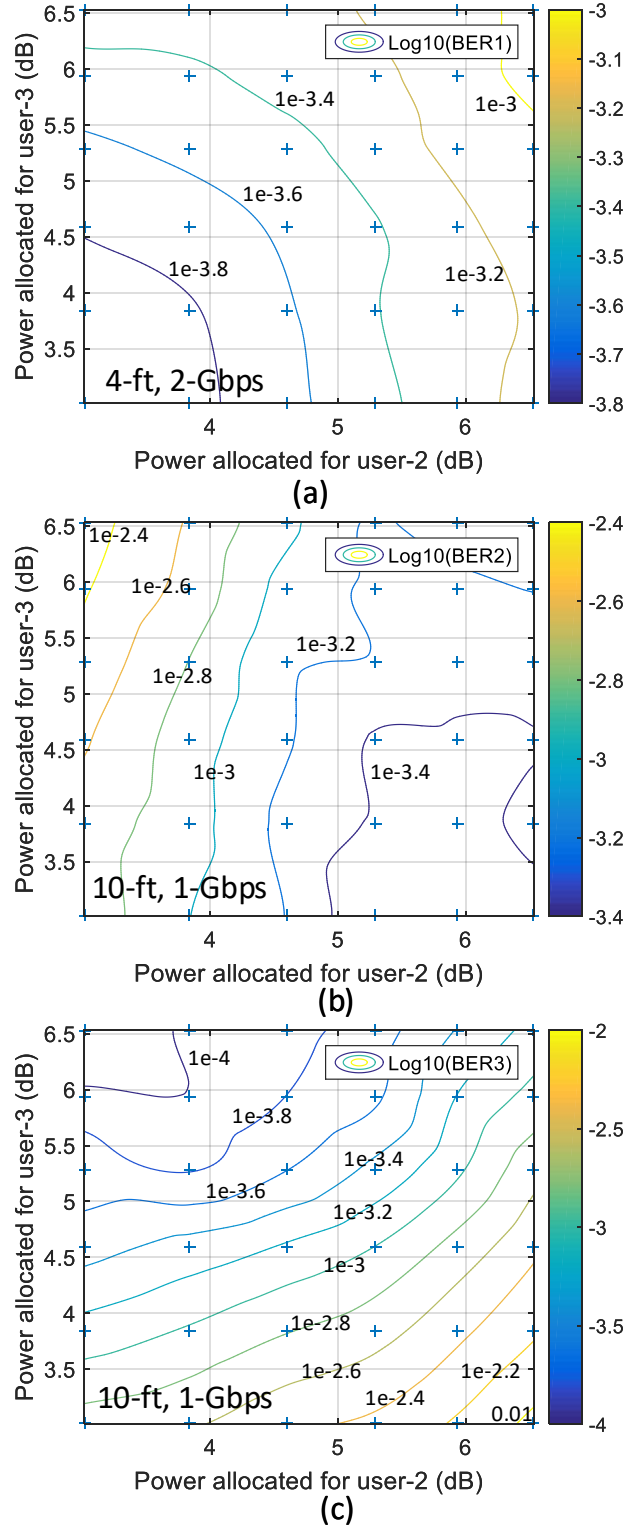 Log10(BER1)
6.5
6
5.5
5
4.5
4
3.5
Power allocated for user-3 (dB)
1e-3.4
1e-3
1e-3.6
1e-3.8
1e-3.2
4-ft, 2-Gbps
4
5
6
Power allocated for user-2 (dB)
-3
-3.1
-3.2
-3.3
-3.4
-3.5
-3.6
-3.7
-3.8
(a)
Log10(BER2)
6.5
6
5.5
5
4.5
4
3.5
Power allocated for user-3 (dB)
1e-2.4
1e-2.6
1e-3.2
1e-2.8
1e-3
1e-3.4
10-ft, 1-Gbps
4
5
6
Power allocated for user-2 (dB)
-2.4
-2.6
-2.8
-3
-3.2
-3.4
(b)
Log10(BER3)
6.5
6
5.5
5
4.5
4
3.5
Power allocated for user-3 (dB)
1e-4
1e-3.8
1e-3.4
1e-3.6
1e-3.2
1e-3
1e-2.8
1e-2.6
1e-2.2
1e-2.4
0.01
10-ft, 1-Gbps
4
5
6
Power allocated for user-2 (dB)
-2
-2.5
-3
-3.5
-4
(c)